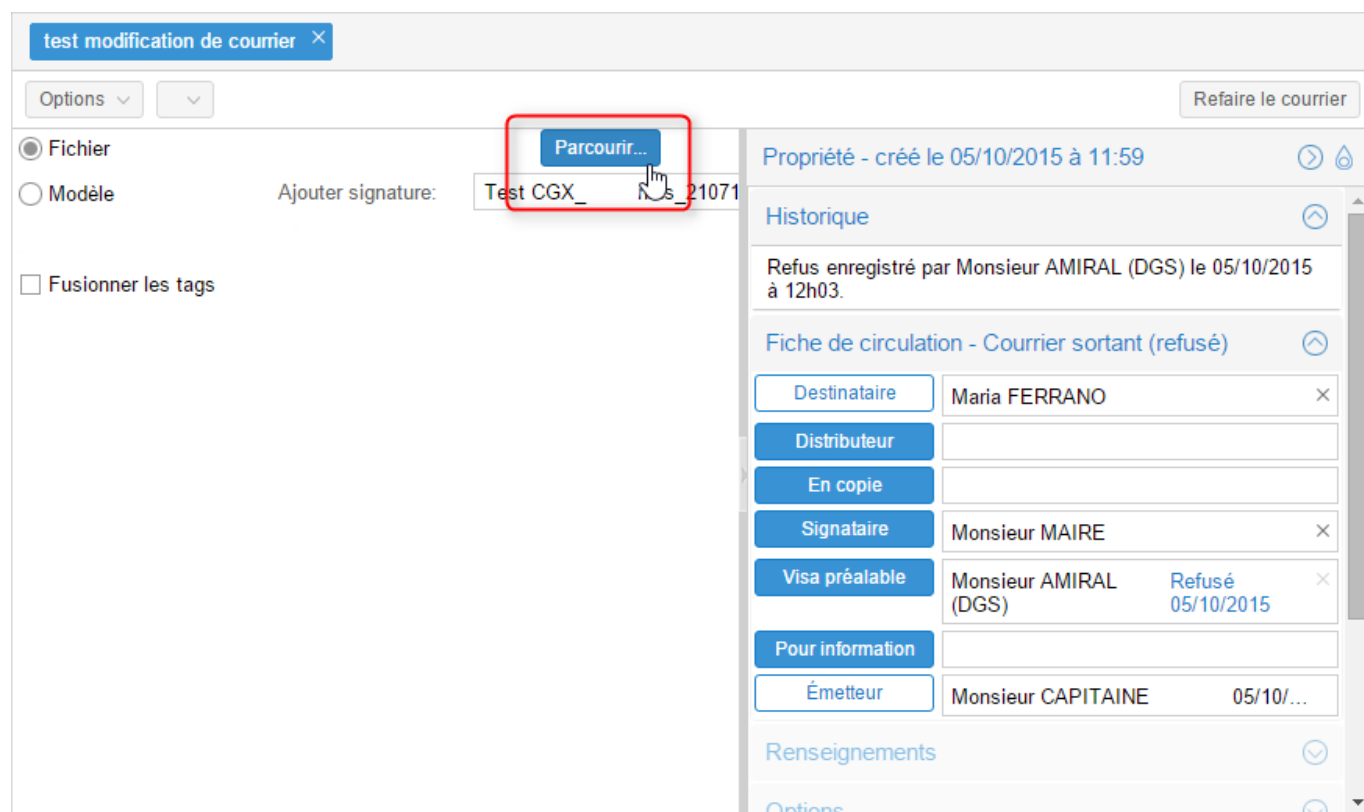 test modification de courrier ×
Options
Refaire le courrier
Fichier
Parcourir...
Modèle
Ajouter signature:
Test CGX_ _21071
Fusionner les tags
Propriété - créé le 05/10/2015 à 11:59
Historique
Refus enregistré par Monsieur AMIRAL (DGS) le 05/10/2015
à 12h03.
Fiche de circulation - Courrier sortant (refusé)
Destinataire
Maria FERRANO ×
Distributeur
En copie
Signataire
Monsieur MAIRE ×
Visa préalable
Monsieur AMIRAL
(DGS)
Refusé ×
05/10/2015
Pour information
Émetteur
Monsieur CAPITAINE 05/10/...
Renseignements
Options